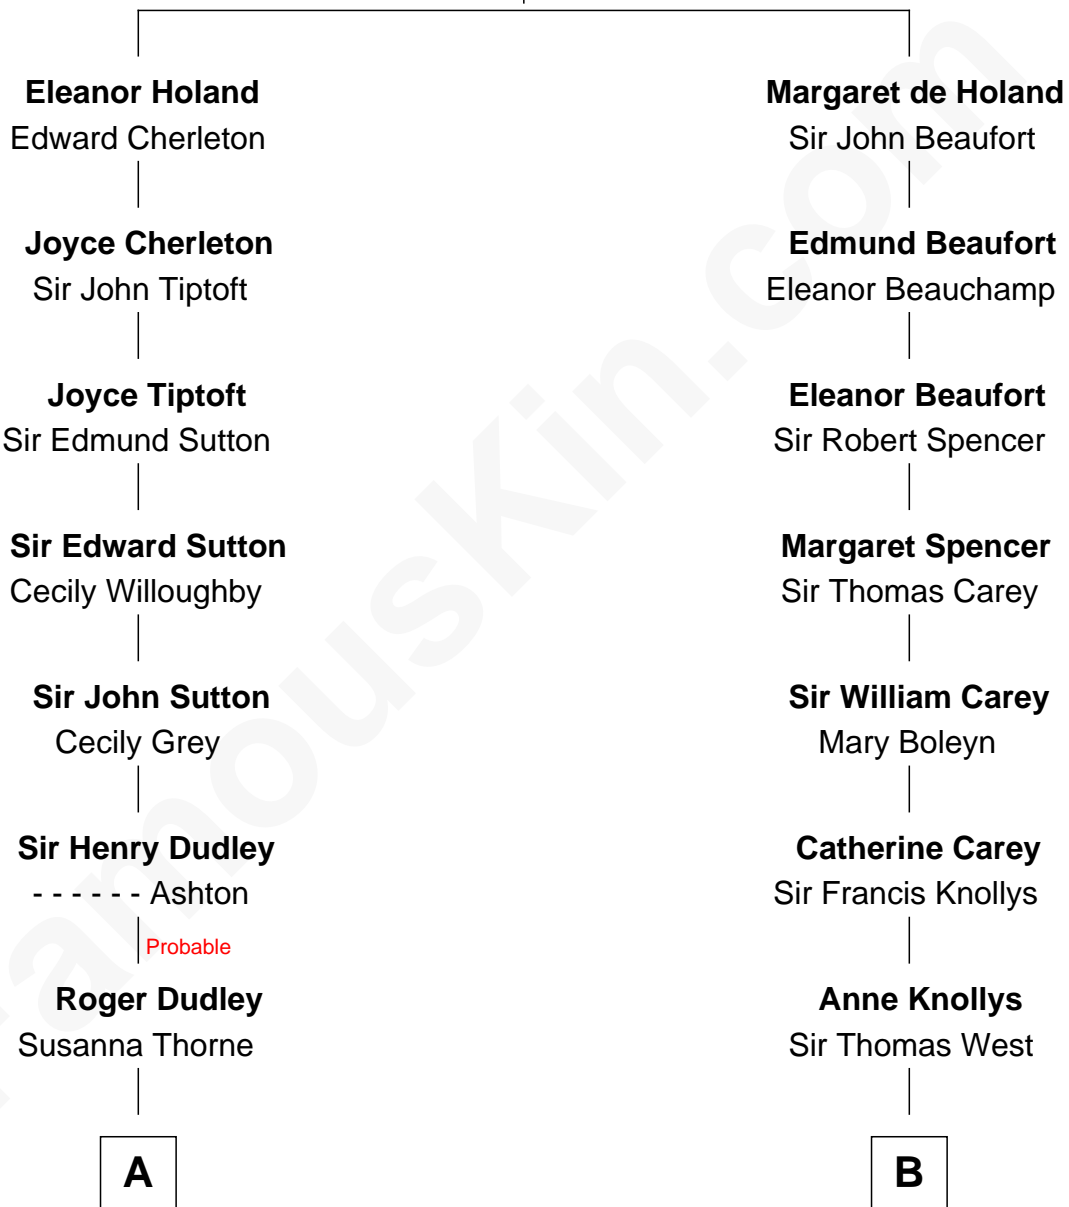 Eleanor Holand
Edward Cherleton
Joyce Cherleton
Sir John Tiptoft
Joyce Tiptoft
Sir Edmund Sutton
Sir Edward Sutton
Cecily Willoughby
Sir John Sutton
Cecily Grey
Sir Henry Dudley
- - - - - - Ashton
Probable
Roger Dudley
Susanna Thorne
A
Margaret de Holand
Sir John Beaufort
Edmund Beaufort
Eleanor Beauchamp
Eleanor Beaufort
Sir Robert Spencer
Margaret Spencer
Sir Thomas Carey
Sir William Carey
Mary Boleyn
Catherine Carey
Sir Francis Knollys
Anne Knollys
Sir Thomas West
B
FamousKin.com